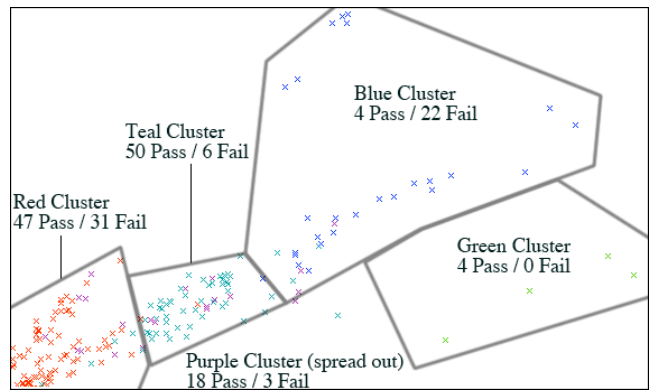 Blue Cluster
4 Pass / 22 Fail
Teal Cluster
50 Pass / 6 Fail
Red Cluster
47 Pass / 31 Fail
Green Cluster
4 Pass / 0 Fail
Purple Cluster (spread out)
18 Pass / 3 Fail